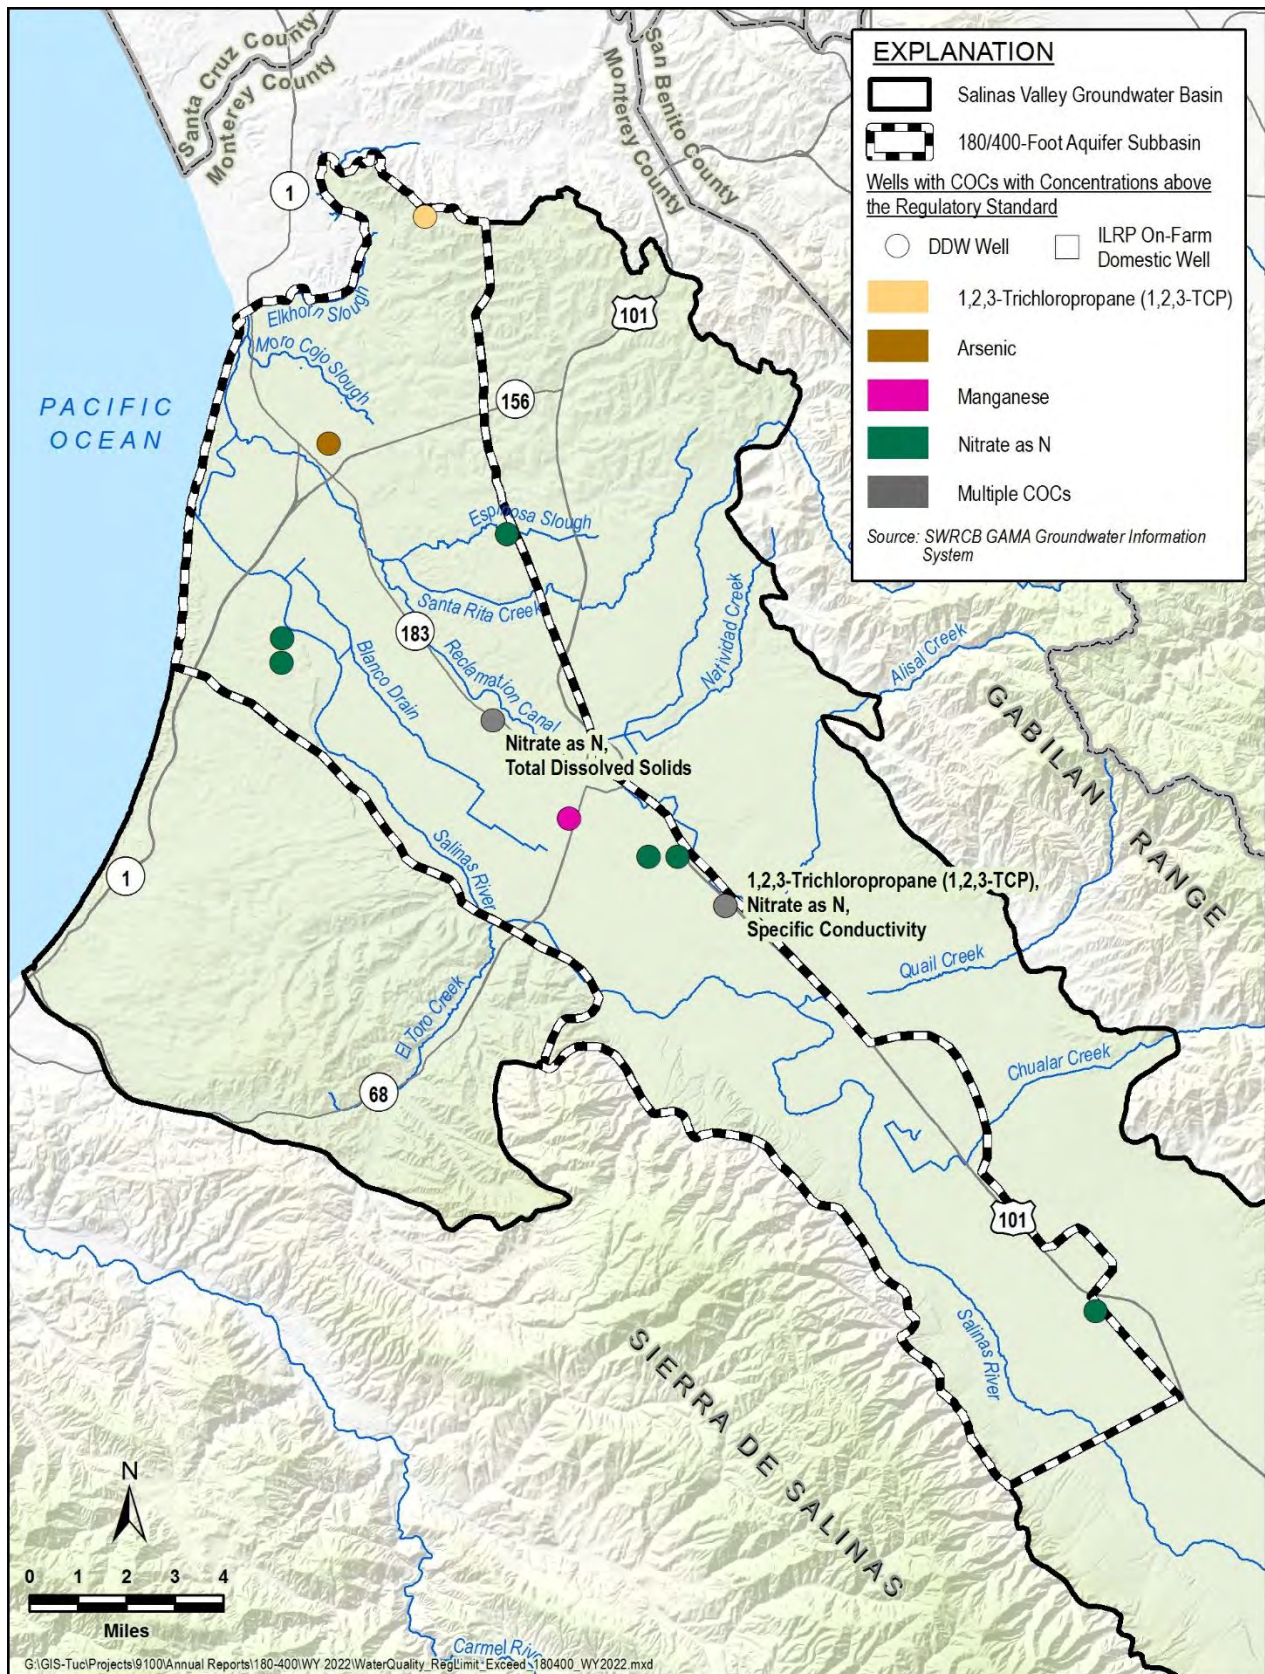 Santa Cruz County
Monterey County
San Benito County
Monterey County
EXPLANATION
Salinas Valley Groundwater Basin
180/400-Foot Aquifer Subbasin
Wells with COCs with Concentrations above
the Regulatory Standard
DDW Well
ILRP On-Farm
Domestic Well
1,2,3-Trichloropropane (1,2,3-TCP)
Arsenic
Manganese
Nitrate as N
Multiple COCs
Source: SWRCB GAMA Groundwater Information
System
1
101
156
Elkhorn Slough
Moro Cojo Slough
PACIFIC
OCEAN
Espinosa Slough
Santa Rita Creek
183
Reclamation Canal
Blanco Drain
Natividad Creek
Alisal Creek
GABILAN
RANGE
Nitrate as N,
Total Dissolved Solids
Salinas River
1
1,2,3-Trichloropropane (1,2,3-TCP),
Nitrate as N,
Specific Conductivity
Quail Creek
El Toro Creek
68
Chualar Creek
101
Salinas River
SIERRA DE SALINAS
N
0 1 2 3 4
Miles
Carmel River
G:\GIS-Tuc\Projects\9100\Annual Reports\180-400\WY 2022\WaterQuality_RegLimit_Exceed_180400_WY2022.mxd